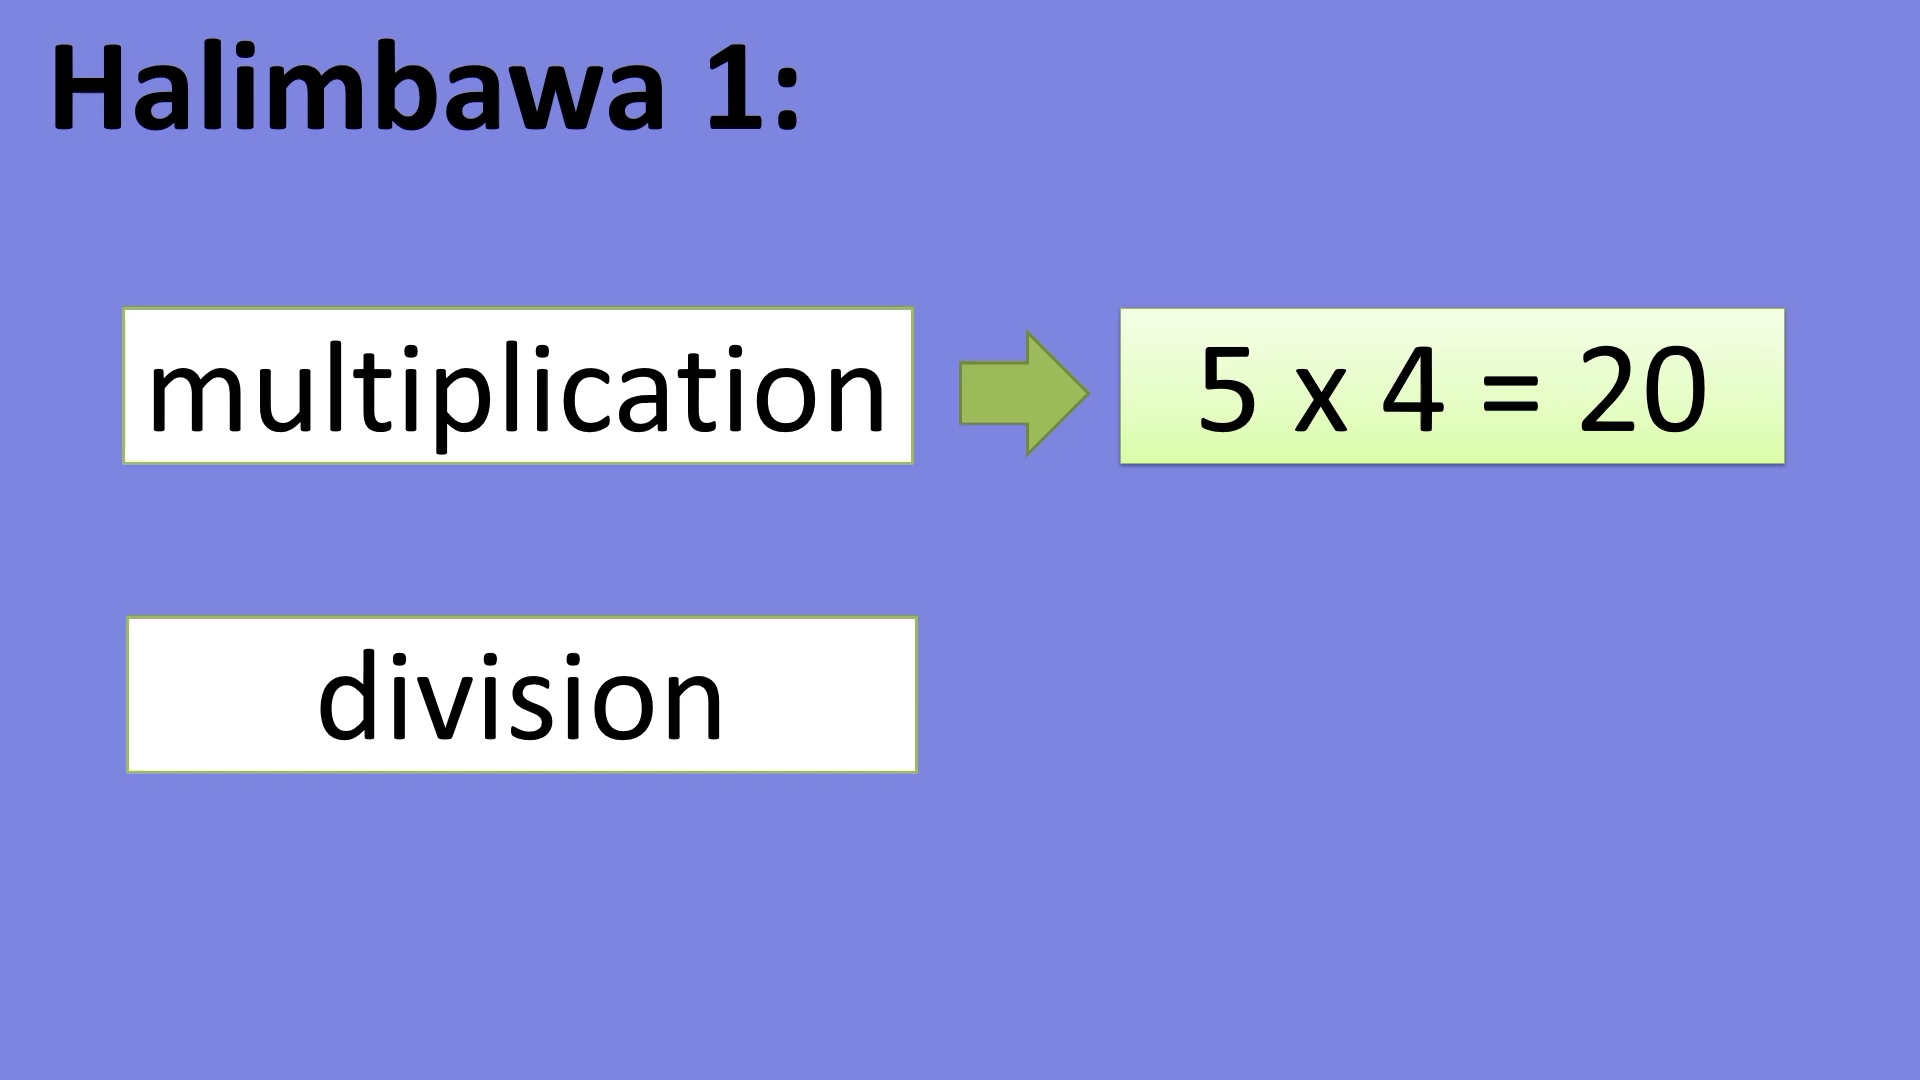 Halimbawa 1:
multiplication
5 x 4 = 20
division